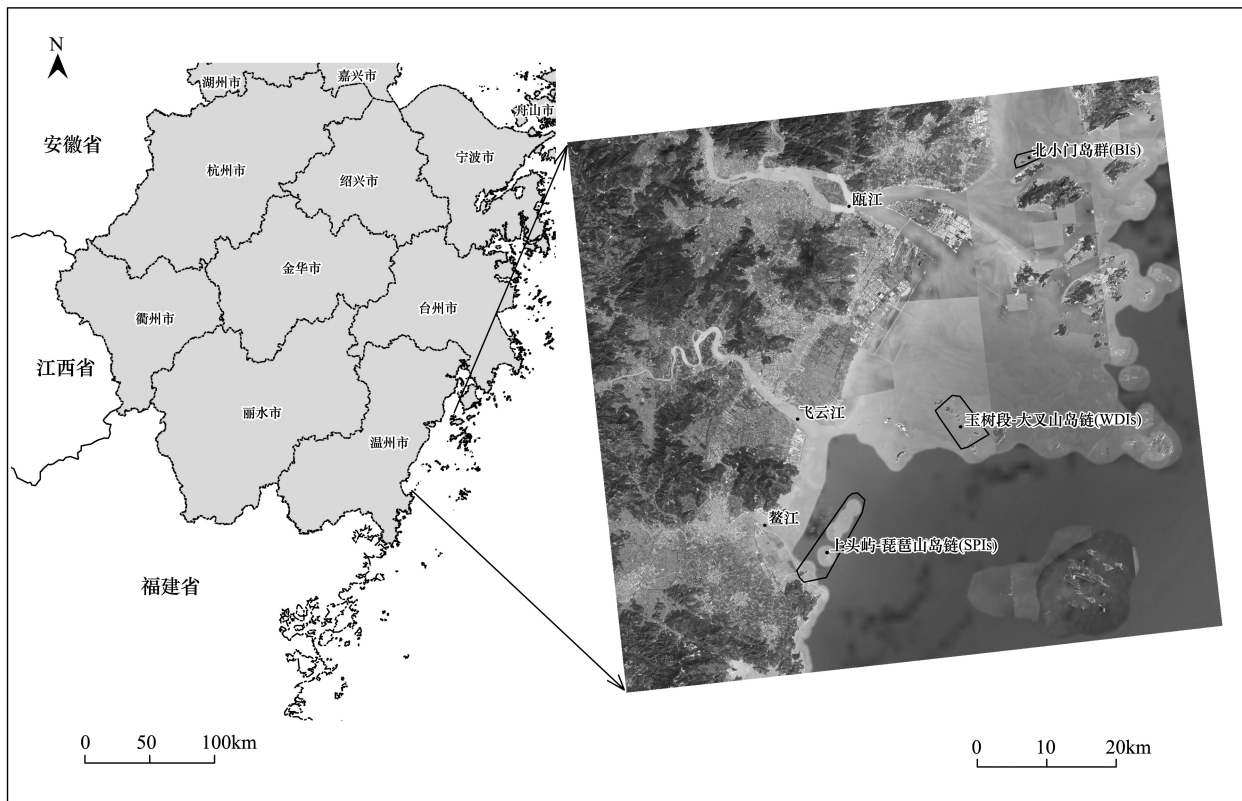 N
湖州市
嘉兴市
舟山市
安徽省
杭州市
绍兴市
宁波市
金华市
衢州市
台州市
江西省
丽水市
温州市
福建省
0 50 100km
北小门岛群(BIs)
瓯江
飞云江
玉树段-大叉山岛链(WDIs)
鳌江
上头屿-琵琶山岛链(SPIs)
0 10 20km